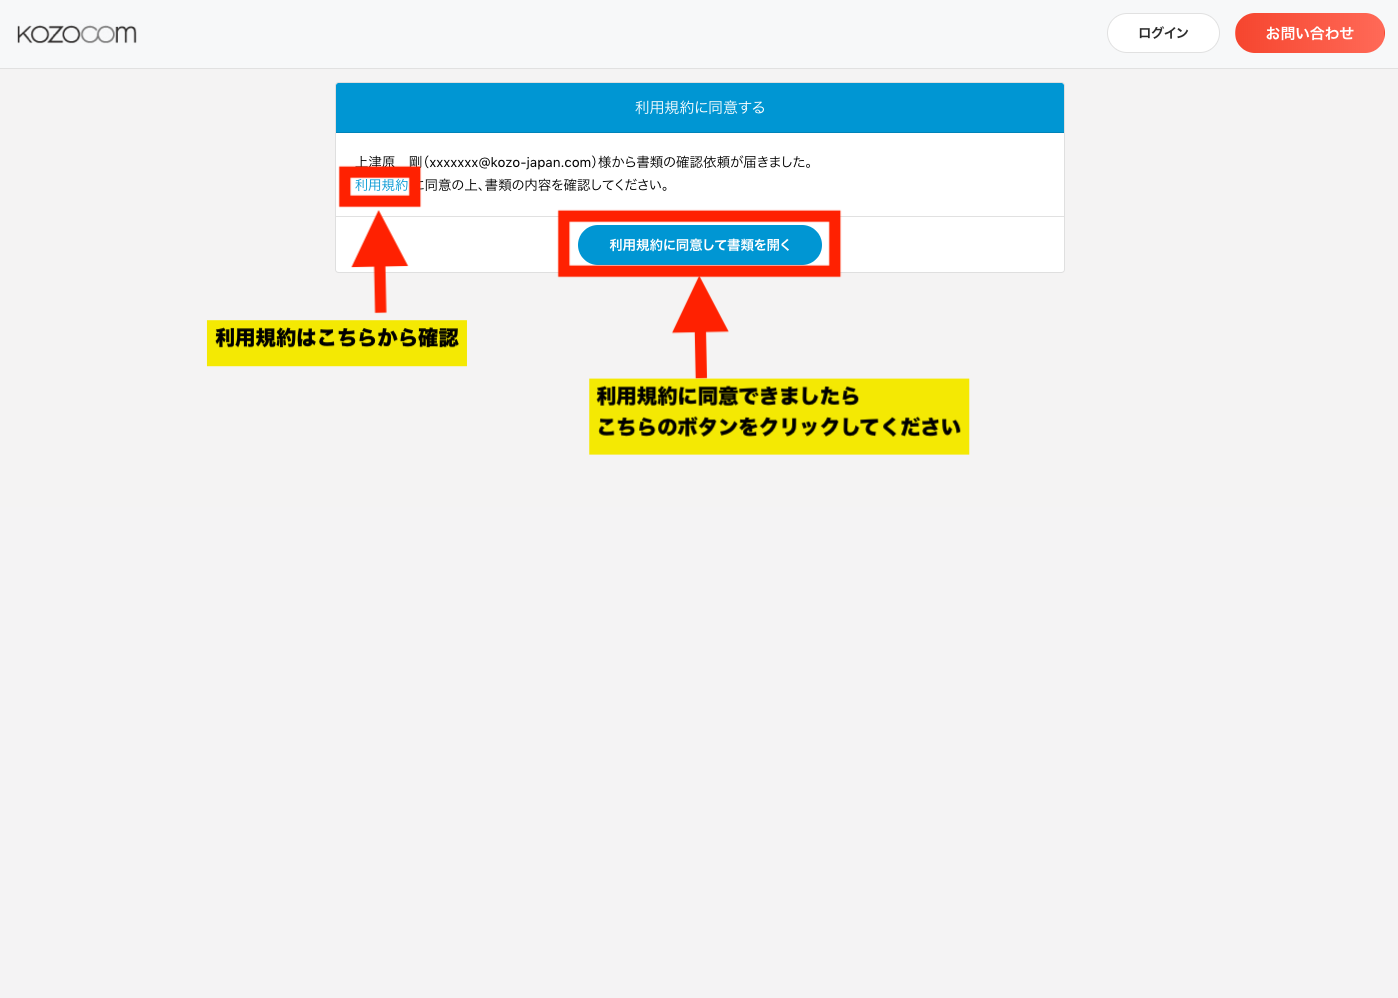 KOZOCOM
ログイン
お問い合わせ
利用規約に同意する
上津原　剛（xxxxxxx@kozo-japan.com）様から書類の確認依頼が届きました。
利用規約に同意の上、書類の内容を確認してください。
利用規約に同意して書類を開く
利用規約はこちらから確認
利用規約に同意できましたら
こちらのボタンをクリックしてください